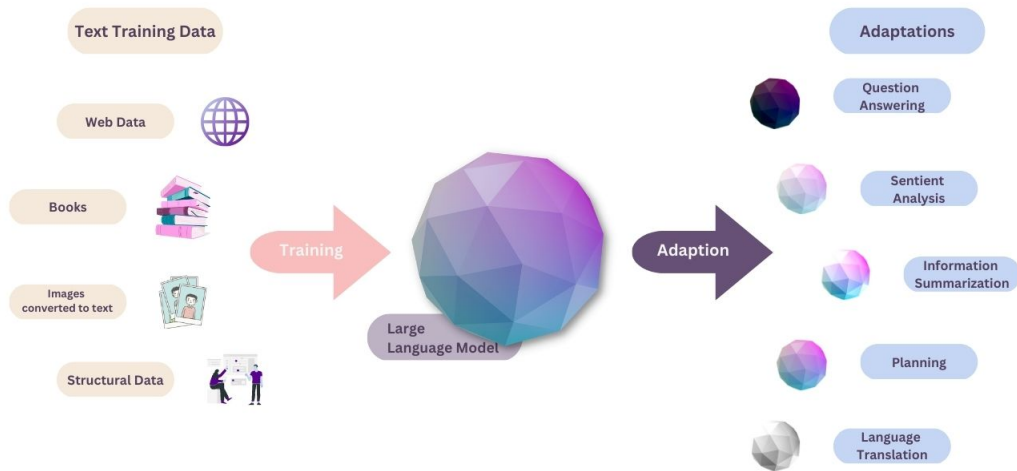 Text Training Data
Web Data
Books
Images
converted to text
Structural Data
Training
Large
Language Model
Adaption
Adaptations
Question
Answering
Sentient
Analysis
Information
Summarization
Planning
Language
Translation